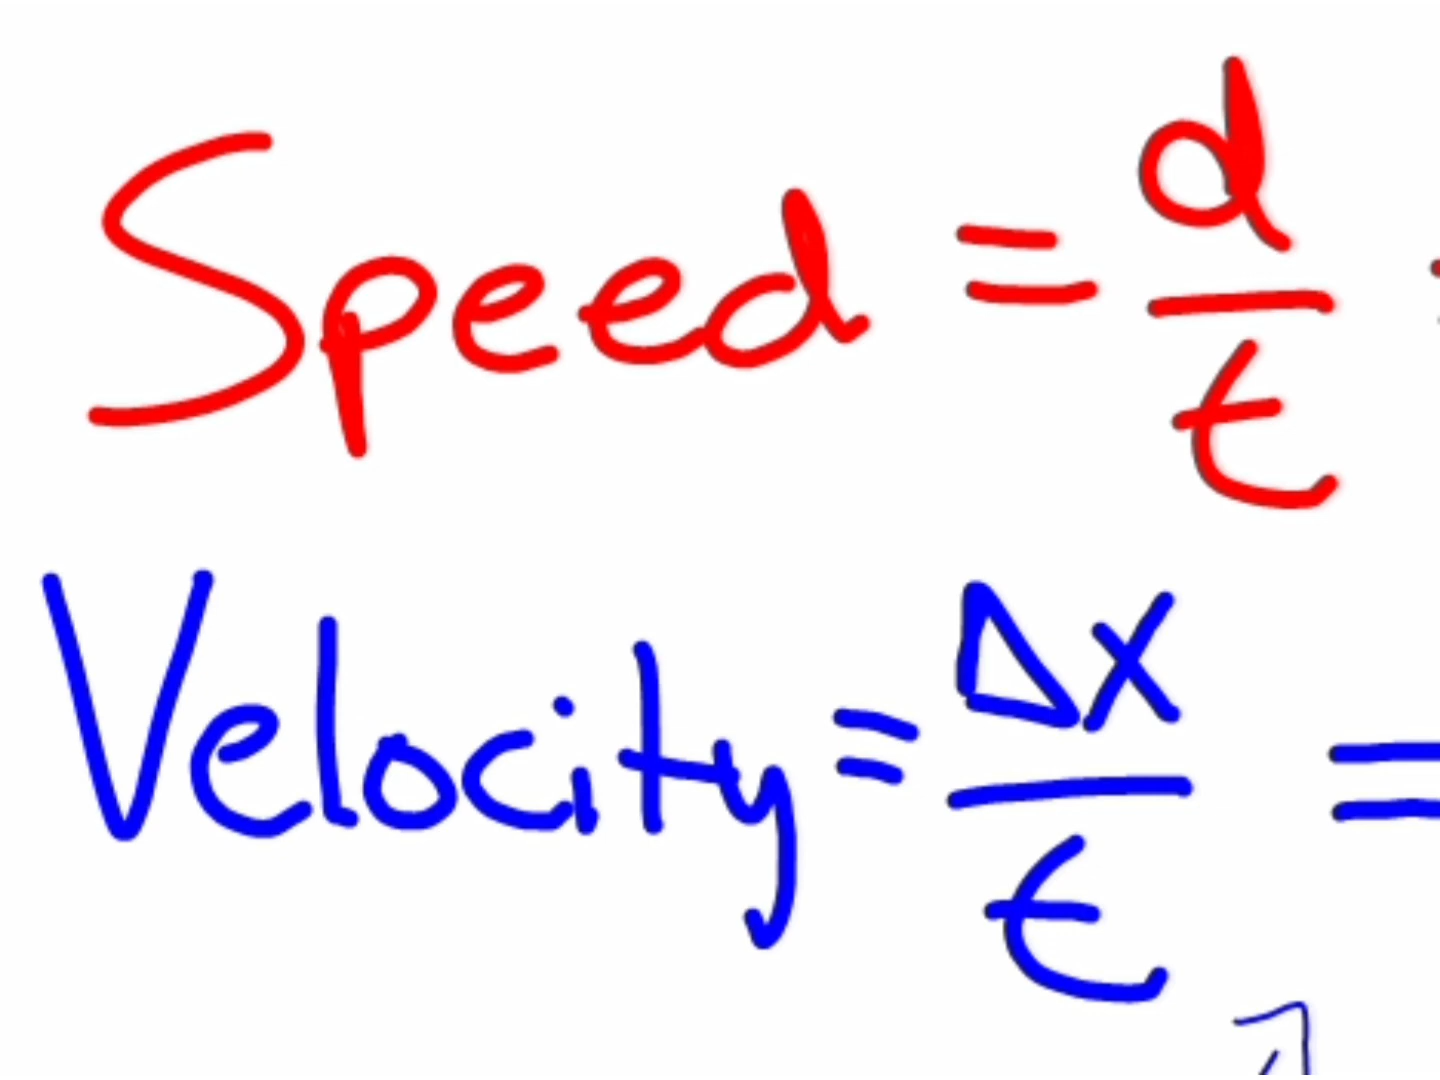 Speed = d/t
Velocity = Δx/t =